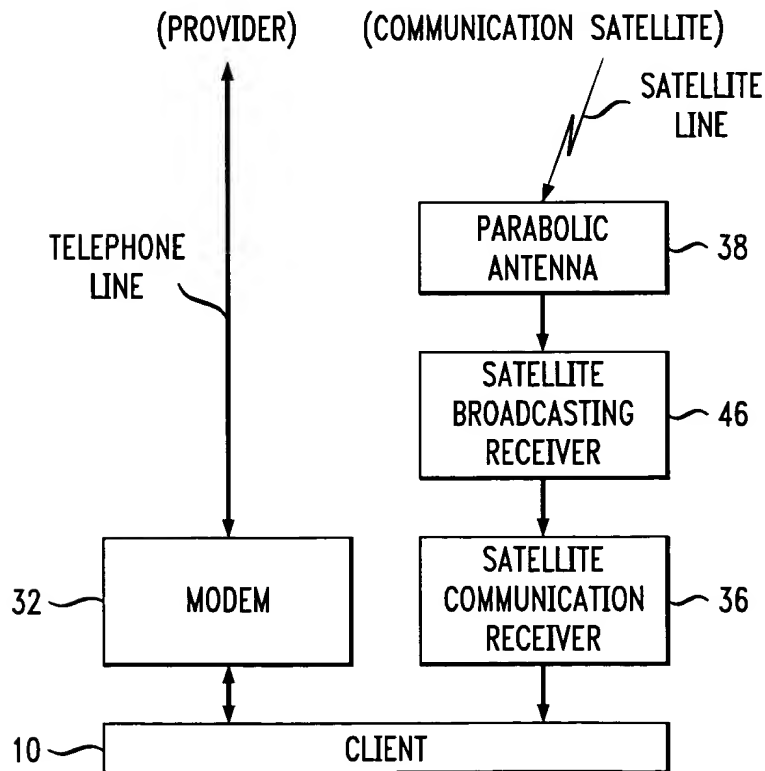 (PROVIDER)
(COMMUNICATION SATELLITE)
SATELLITE
LINE
PARABOLIC
ANTENNA
38
TELEPHONE
LINE
SATELLITE
BROADCASTING
RECEIVER
46
32
MODEM
SATELLITE
COMMUNICATION
RECEIVER
36
10
CLIENT